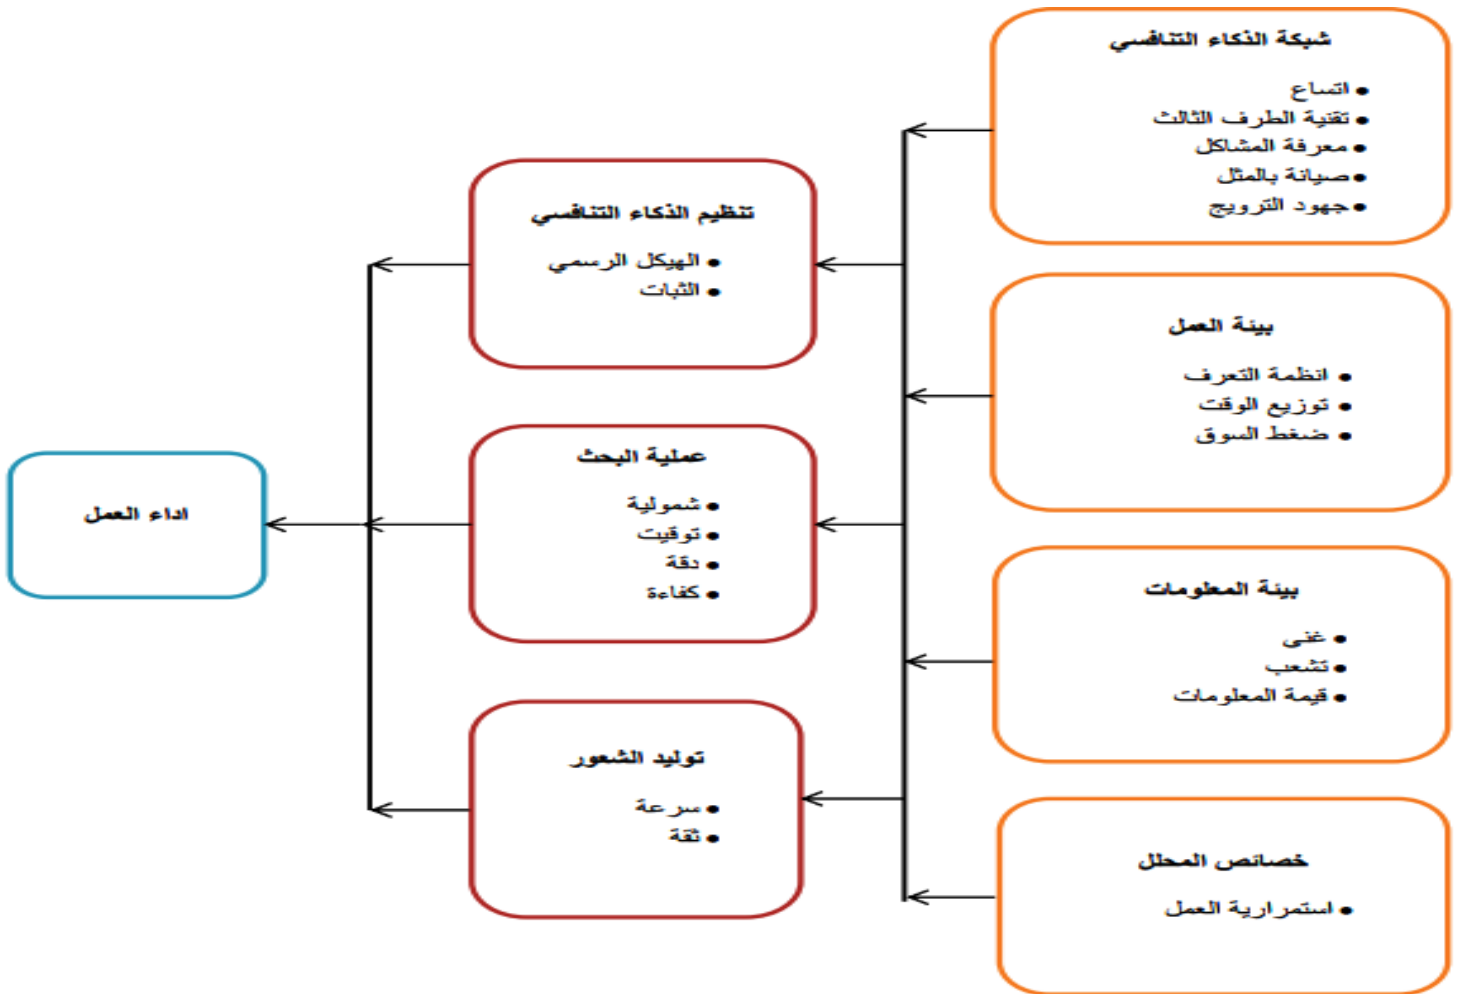 شبكة الذكاء التنافسي
• اتساع
• تقنية الطرف الثالث
• معرفة المشاكل
• صيانة بالمثل
• جهود الترويج
بيئة العمل
• انظمة التعرف
• توزيع الوقت
• ضغط السوق
بيئة المعلومات
• غنى
• تشعب
• قيمة المعلومات
خصائص المحلل
• استمرارية العمل
تنظيم الذكاء التنافسي
• الهيكل الرسمي
• الثبات
عملية البحث
• شمولية
• توقيت
• دقة
• كفاءة
توليد الشعور
• سرعة
• ثقة
اداء العمل